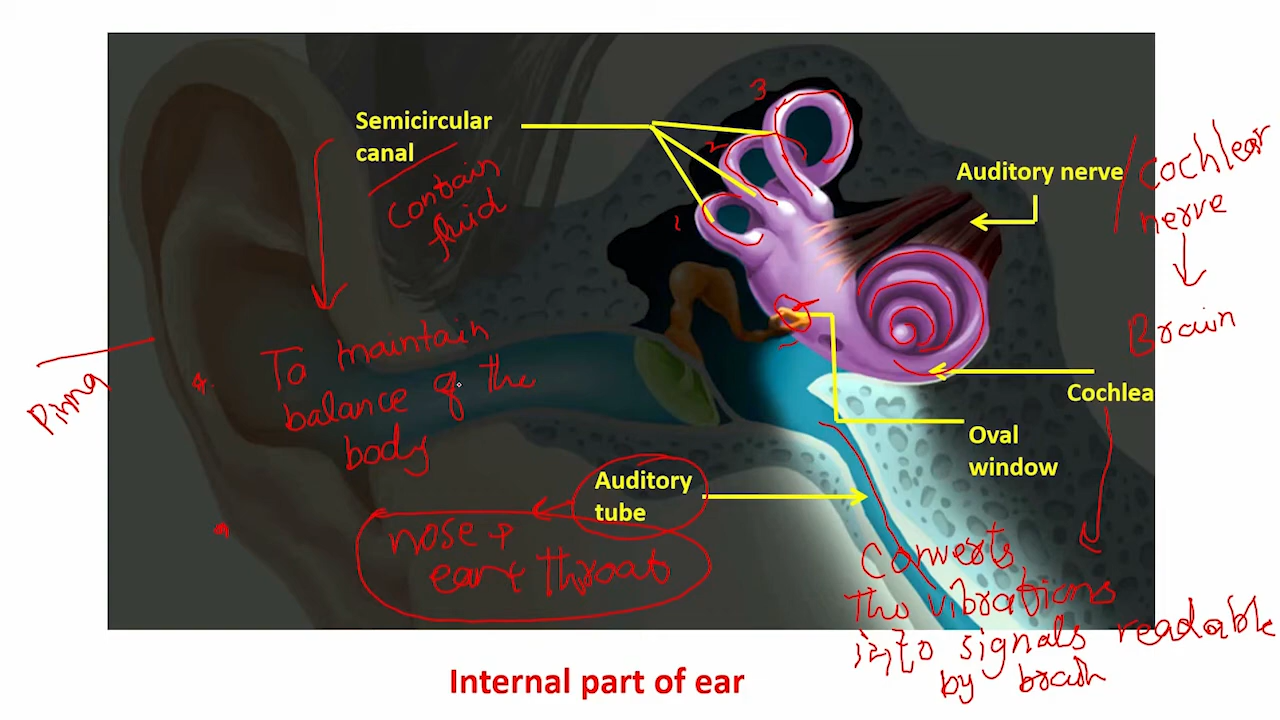 Semicircular
canal
contain
fluid
3
2
1
Auditory nerve
/ cochlear
nerve
Brain
To maintain
balance of the
body
Pinna
Cochlea
Oval
window
Auditory
tube
nose +
ear + throat
Converts
the vibrations
into signals readable
by brain
Internal part of ear